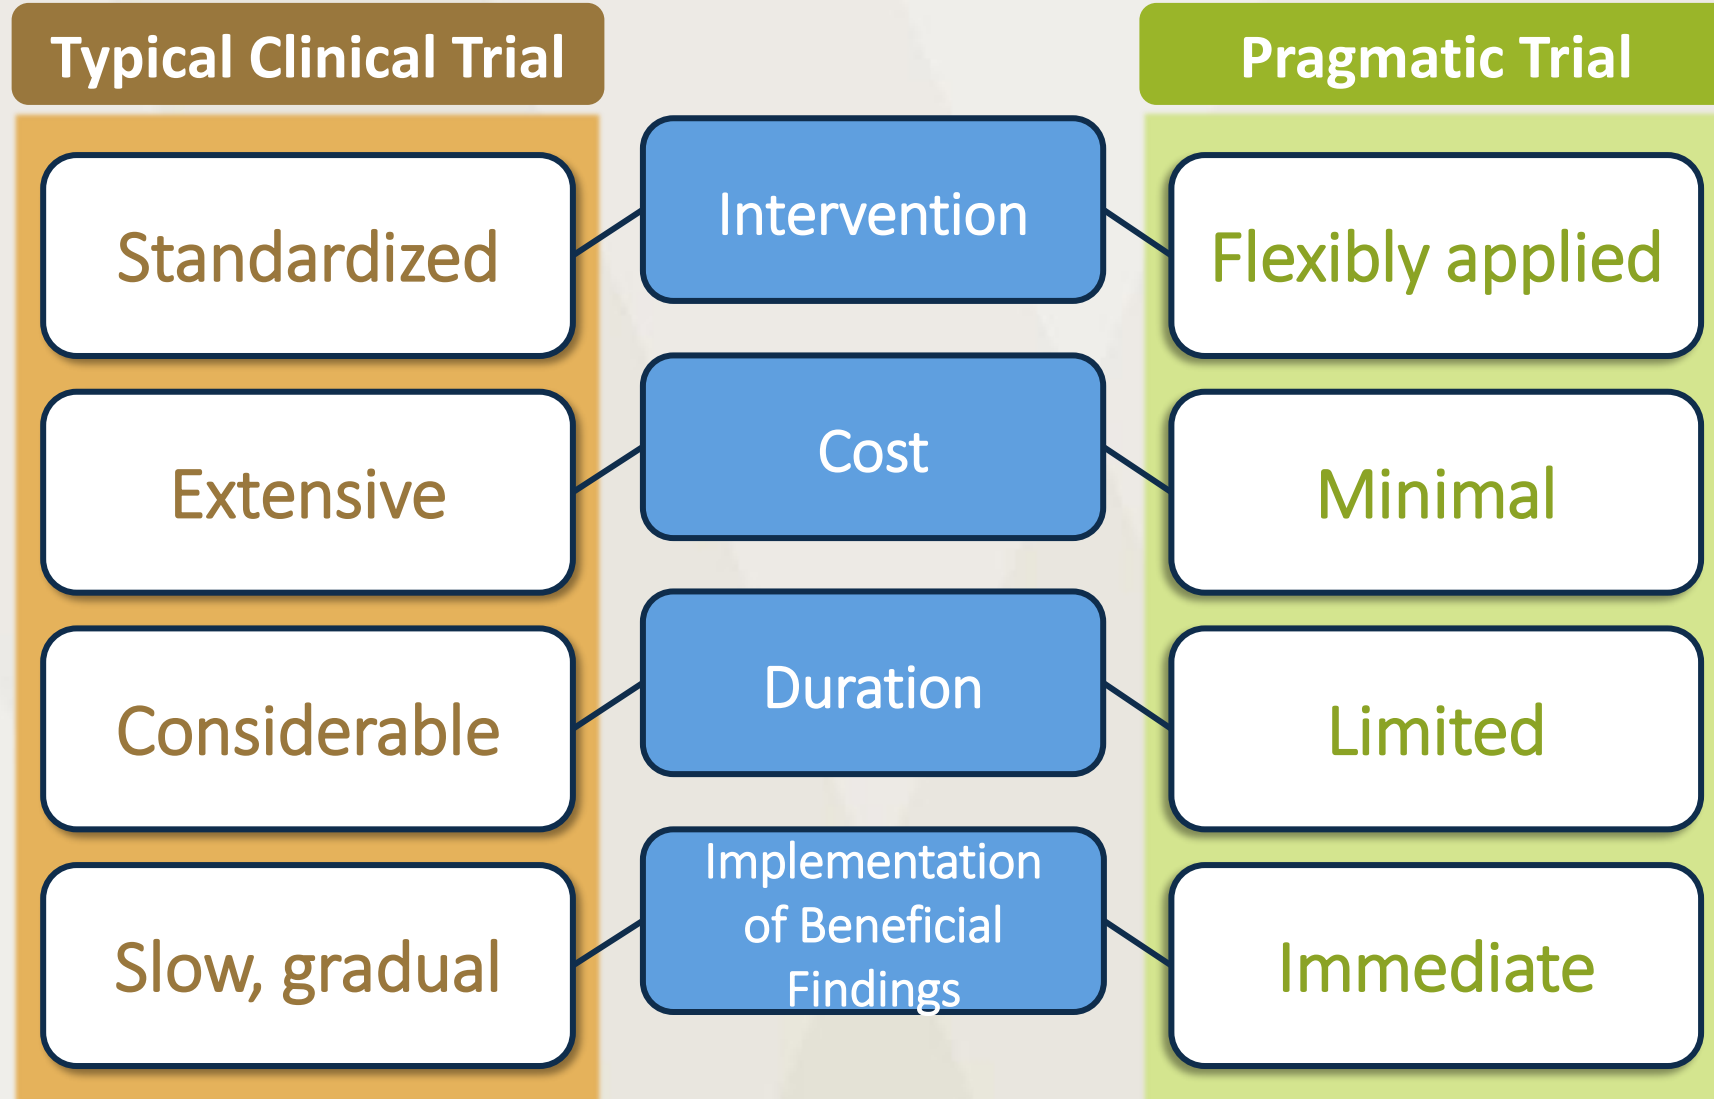 Typical Clinical Trial
Pragmatic Trial
Standardized
Intervention
Flexibly applied
Extensive
Cost
Minimal
Considerable
Duration
Limited
Slow, gradual
Implementation
of Beneficial
Findings
Immediate